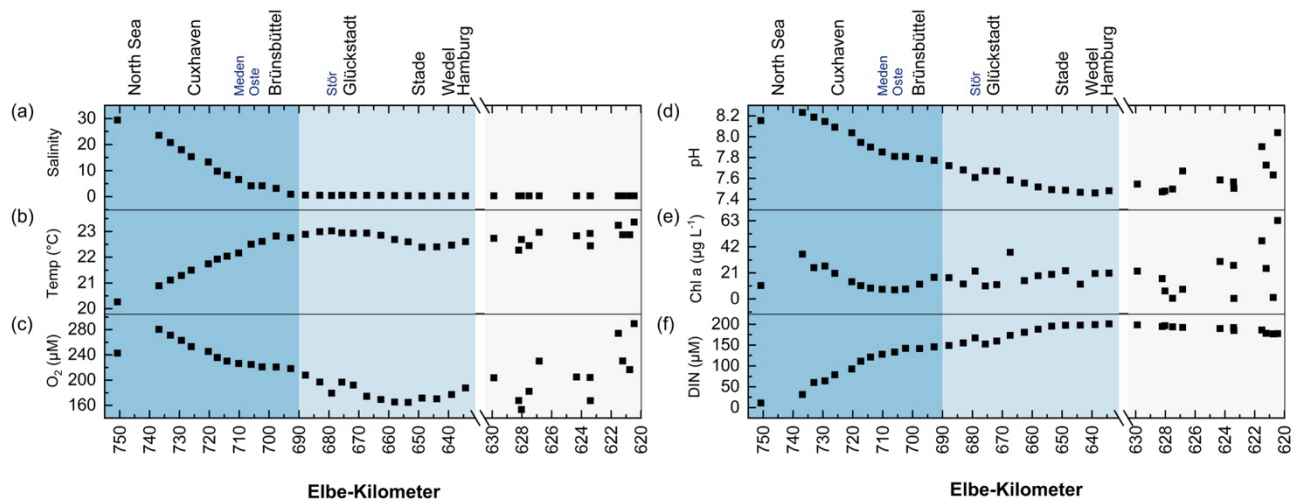 North Sea
Cuxhaven
Meden
Oste
Brünsbüttel
Stör
Glückstadt
Stade
Wedel
Hamburg
(a)
Salinity
30
20
10
0
(b)
Temp (°C)
23
22
21
20
(c)
O₂ (µM)
280
240
200
160
750 740 730 720 710 700 690 680 670 660 650 640 630 628 626 624 622 620
Elbe-Kilometer
North Sea
Cuxhaven
Meden
Oste
Brünsbüttel
Stör
Glückstadt
Stade
Wedel
Hamburg
(d)
pH
8.2
8.0
7.8
7.6
7.4
(e)
Chl a (µg L⁻¹)
63
42
21
0
(f)
DIN (µM)
200
150
100
50
0
750 740 730 720 710 700 690 680 670 660 650 640 630 628 626 624 622 620
Elbe-Kilometer